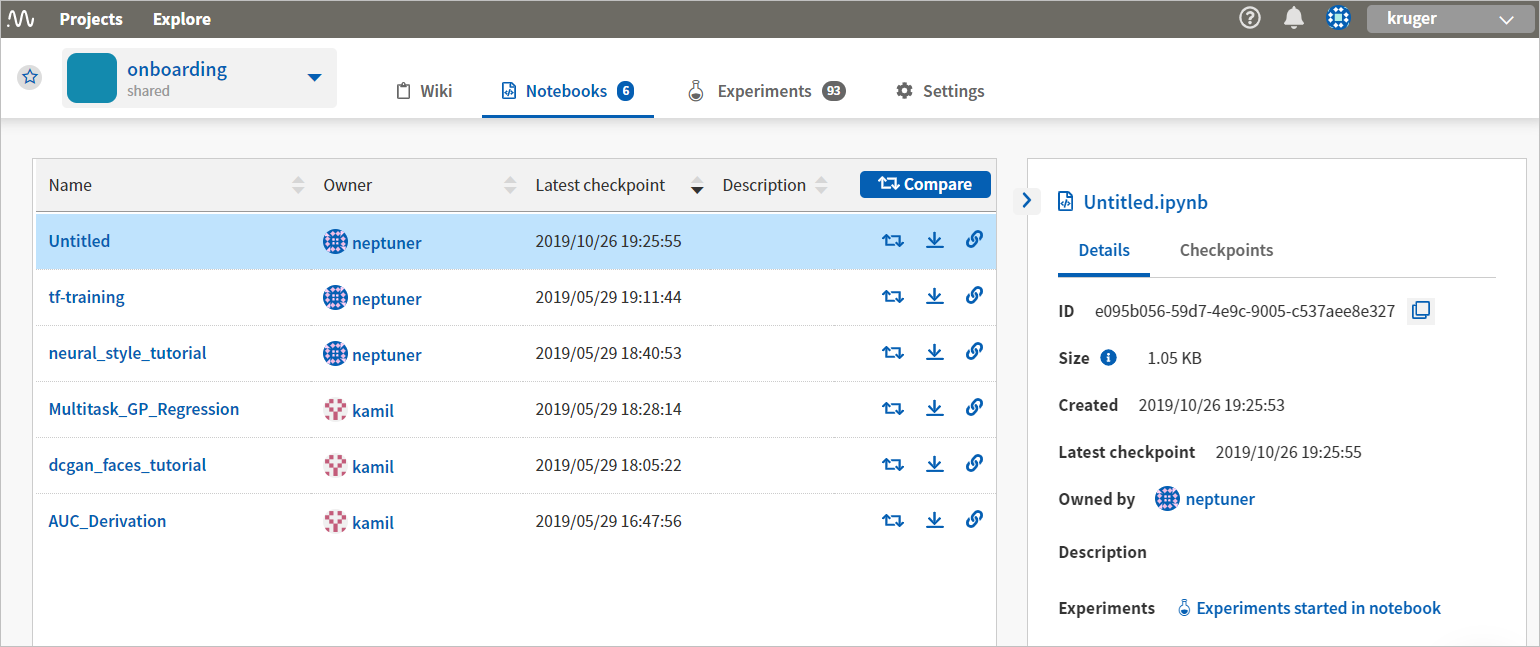 Projects Explore kruger
onboarding
shared
Wiki Notebooks 6 Experiments 93 Settings
Name Owner Latest checkpoint Description Compare
Untitled neptuner 2019/10/26 19:25:55
tf-training neptuner 2019/05/29 19:11:44
neural_style_tutorial neptuner 2019/05/29 18:40:53
Multitask_GP_Regression kamil 2019/05/29 18:28:14
dcgan_faces_tutorial kamil 2019/05/29 18:05:22
AUC_Derivation kamil 2019/05/29 16:47:56
Untitled.ipynb
Details Checkpoints
ID e095b056-59d7-4e9c-9005-c537aee8e327
Size 1.05 KB
Created 2019/10/26 19:25:53
Latest checkpoint 2019/10/26 19:25:55
Owned by neptuner
Description
Experiments Experiments started in notebook